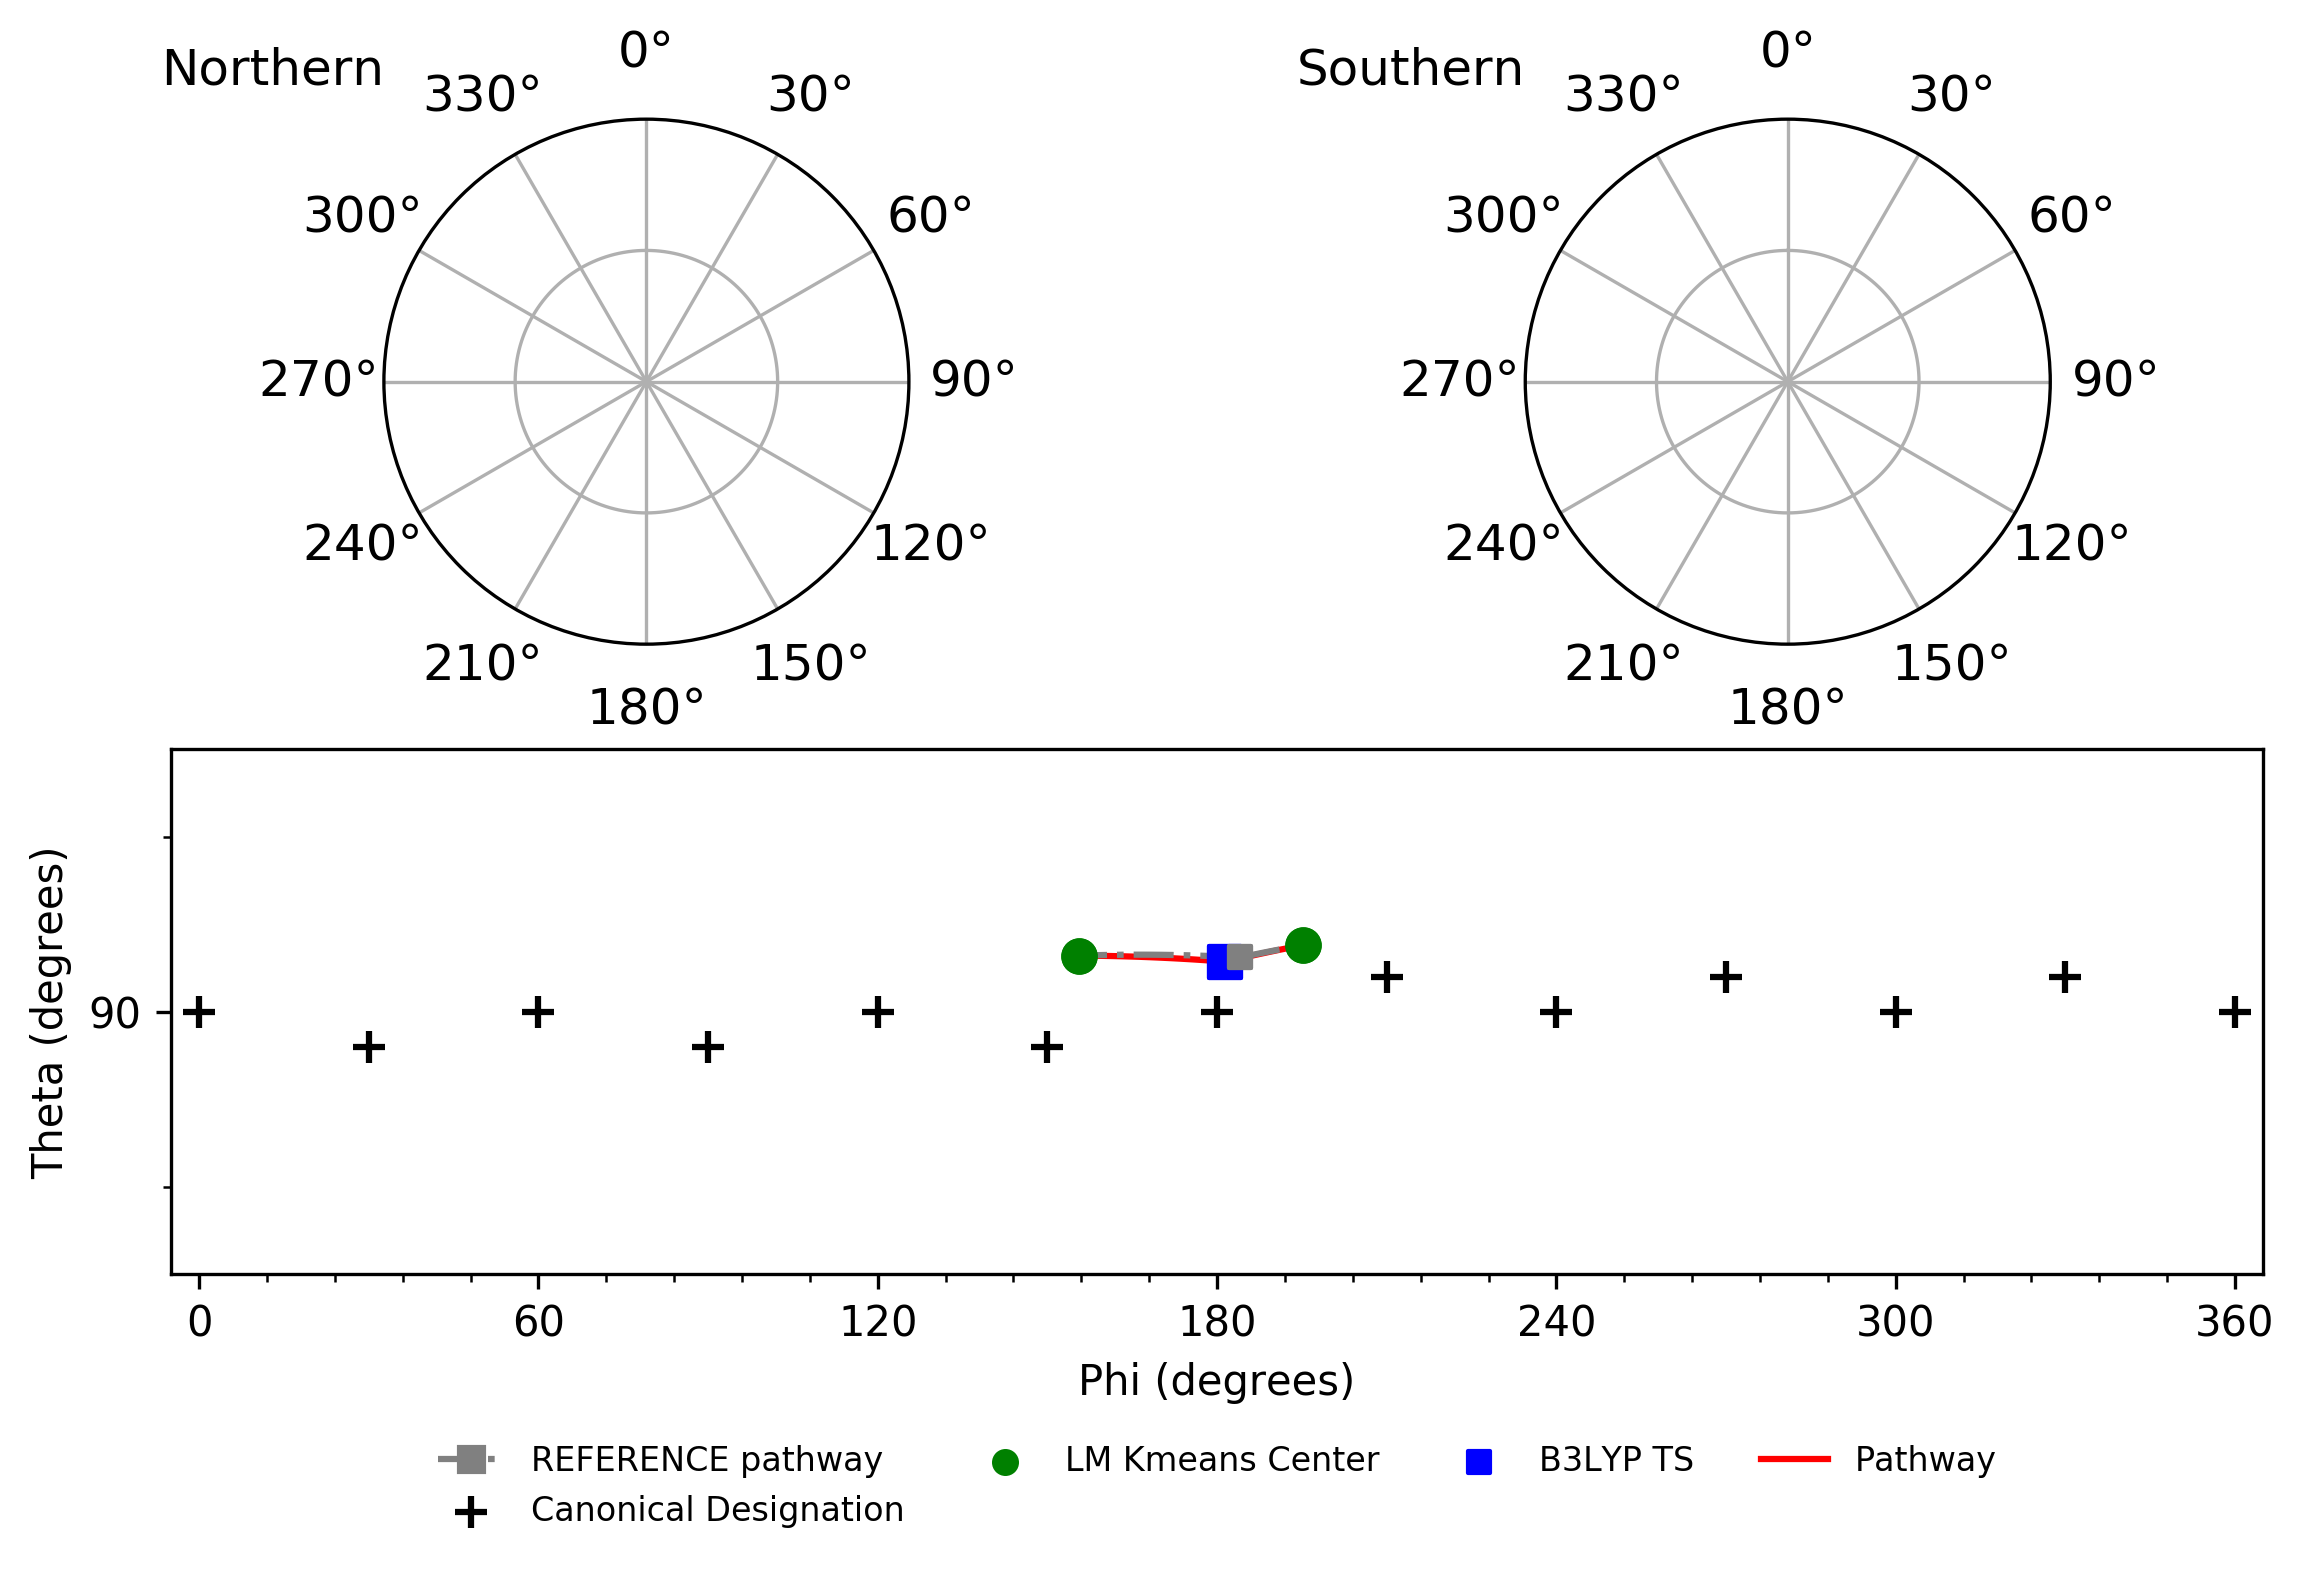 Northern
0°
30°
60°
90°
120°
150°
180°
210°
240°
270°
300°
330°
Southern
0°
30°
60°
90°
120°
150°
180°
210°
240°
270°
300°
330°
Theta (degrees)
90
0 60 120 180 240 300 360
Phi (degrees)
REFERENCE pathway
Canonical Designation
LM Kmeans Center
B3LYP TS
Pathway